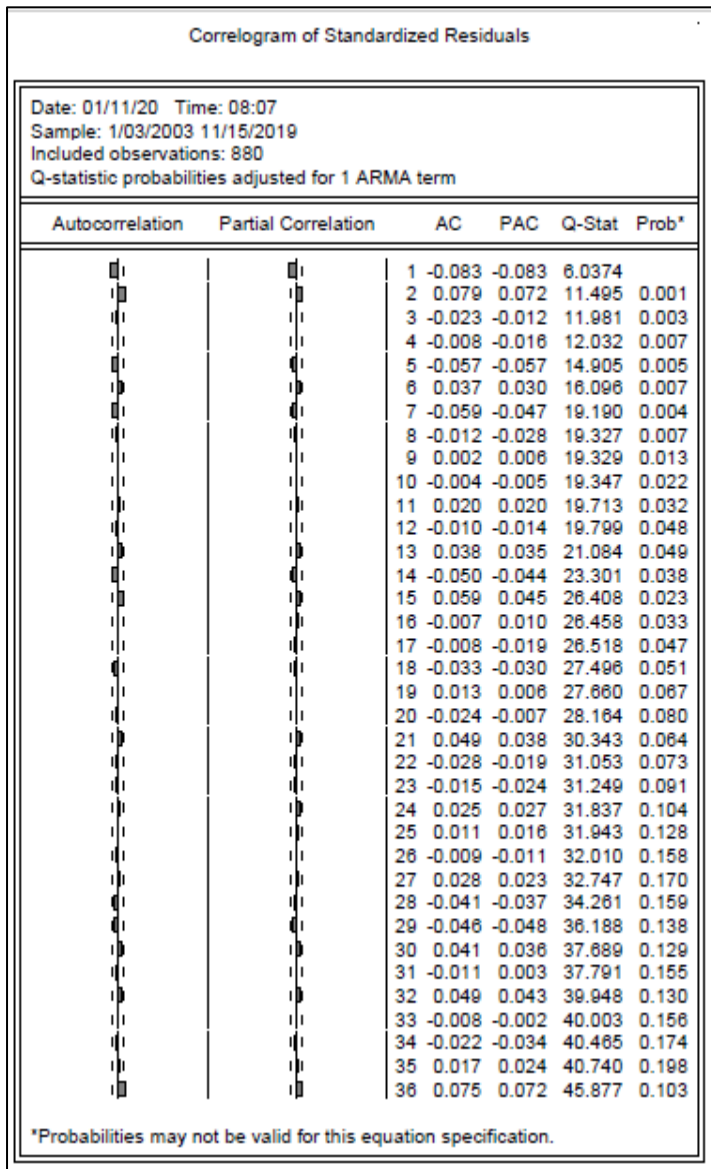 Correlogram of Standardized Residuals
Date: 01/11/20 Time: 08:07
Sample: 1/03/2003 11/15/2019
Included observations: 880
Q-statistic probabilities adjusted for 1 ARMA term
Autocorrelation Partial Correlation AC PAC Q-Stat Prob*
1 -0.083 -0.083 6.0374
2 0.079 0.072 11.495 0.001
3 -0.023 -0.012 11.981 0.003
4 -0.008 -0.016 12.032 0.007
5 -0.057 -0.057 14.905 0.005
6 0.037 0.030 16.096 0.007
7 -0.059 -0.047 19.190 0.004
8 -0.012 -0.028 19.327 0.007
9 0.002 0.006 19.329 0.013
10 -0.004 -0.005 19.347 0.022
11 0.020 0.020 19.713 0.032
12 -0.010 -0.014 19.799 0.048
13 0.038 0.035 21.084 0.049
14 -0.050 -0.044 23.301 0.038
15 0.059 0.045 26.408 0.023
16 -0.007 0.010 26.458 0.033
17 -0.008 -0.019 26.518 0.047
18 -0.033 -0.030 27.496 0.051
19 0.013 0.006 27.660 0.067
20 -0.024 -0.007 28.164 0.080
21 0.049 0.038 30.343 0.064
22 -0.028 -0.019 31.053 0.073
23 -0.015 -0.024 31.249 0.091
24 0.025 0.027 31.837 0.104
25 0.011 0.016 31.943 0.128
26 -0.009 -0.011 32.010 0.158
27 0.028 0.023 32.747 0.170
28 -0.041 -0.037 34.261 0.159
29 -0.046 -0.048 36.188 0.138
30 0.041 0.036 37.689 0.129
31 -0.011 0.003 37.791 0.155
32 0.049 0.043 39.948 0.130
33 -0.008 -0.002 40.003 0.156
34 -0.022 -0.034 40.465 0.174
35 0.017 0.024 40.740 0.198
36 0.075 0.072 45.877 0.103
*Probabilities may not be valid for this equation specification.